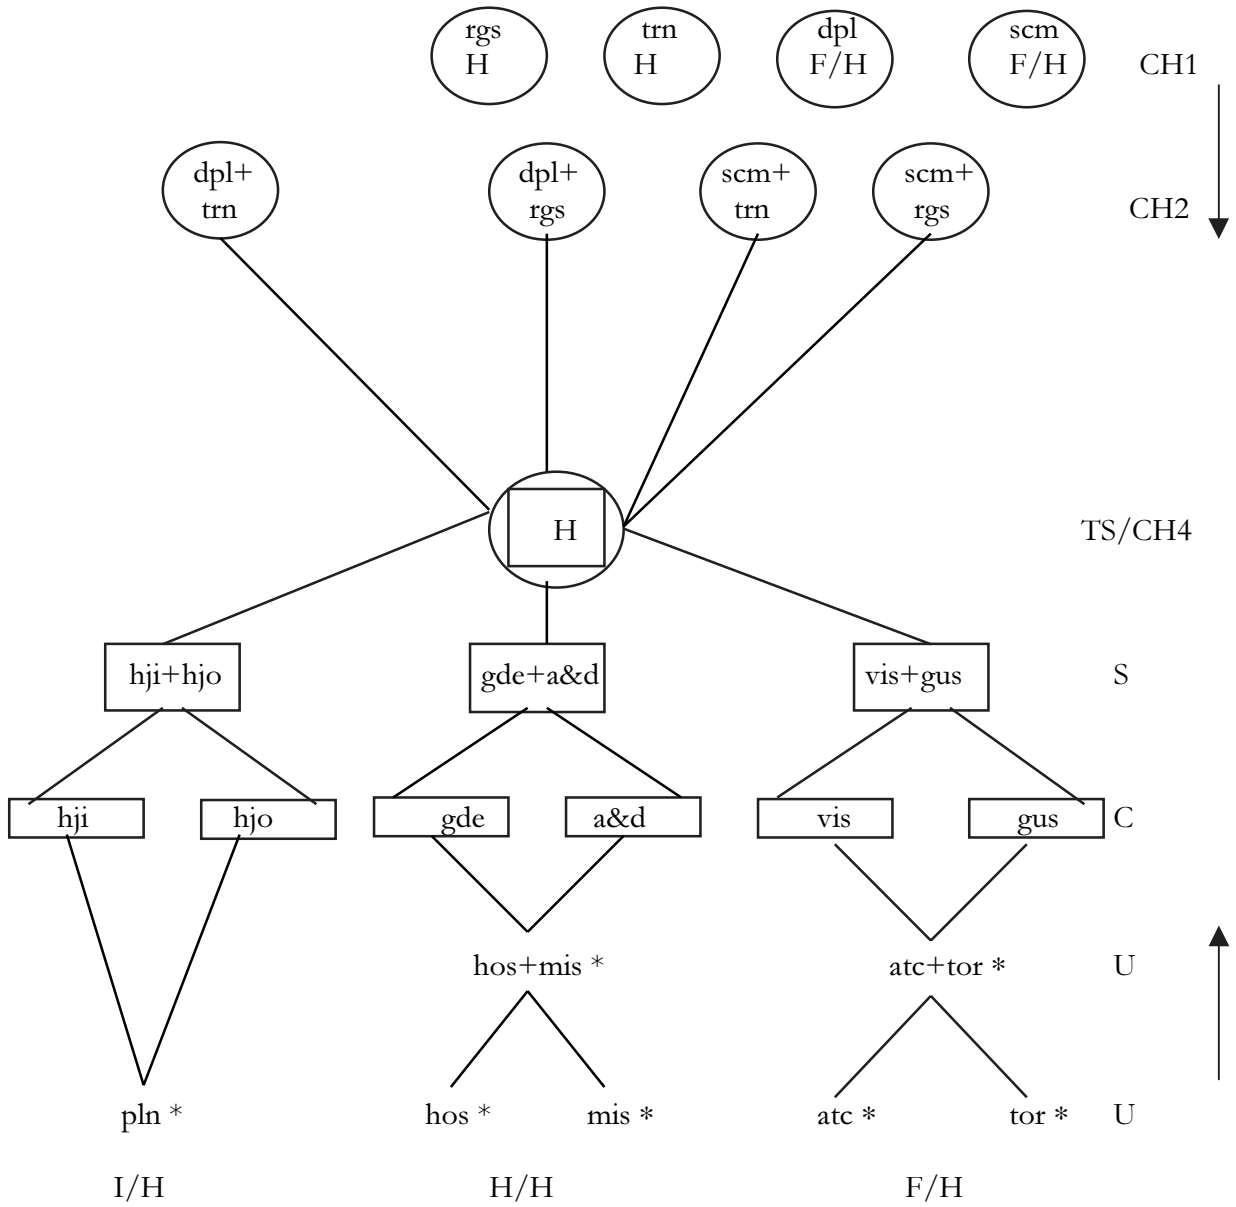 rgs
H
trn
H
dpl
F/H
scm
F/H
CH1
dpl+
trn
dpl+
rgs
scm+
trn
scm+
rgs
CH2
H
TS/CH4
hji+hjo
gde+a&d
vis+gus
S
hji
hjo
gde
a&d
vis
gus
C
hos+mis *
atc+tor *
U
pln *
hos *
mis *
atc *
tor *
U
I/H
H/H
F/H